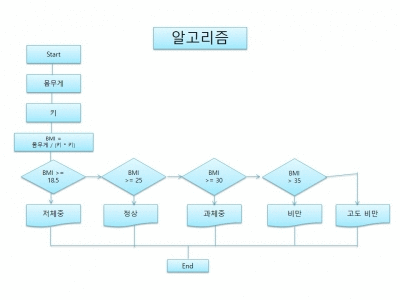 알고리즘
Start
몸무게
키
BMI =
몸무게 / (키 * 키)
BMI >=
18.5
BMI
>= 25
BMI
>= 30
BMI
> 35
저체중
정상
과체중
비만
고도 비만
End